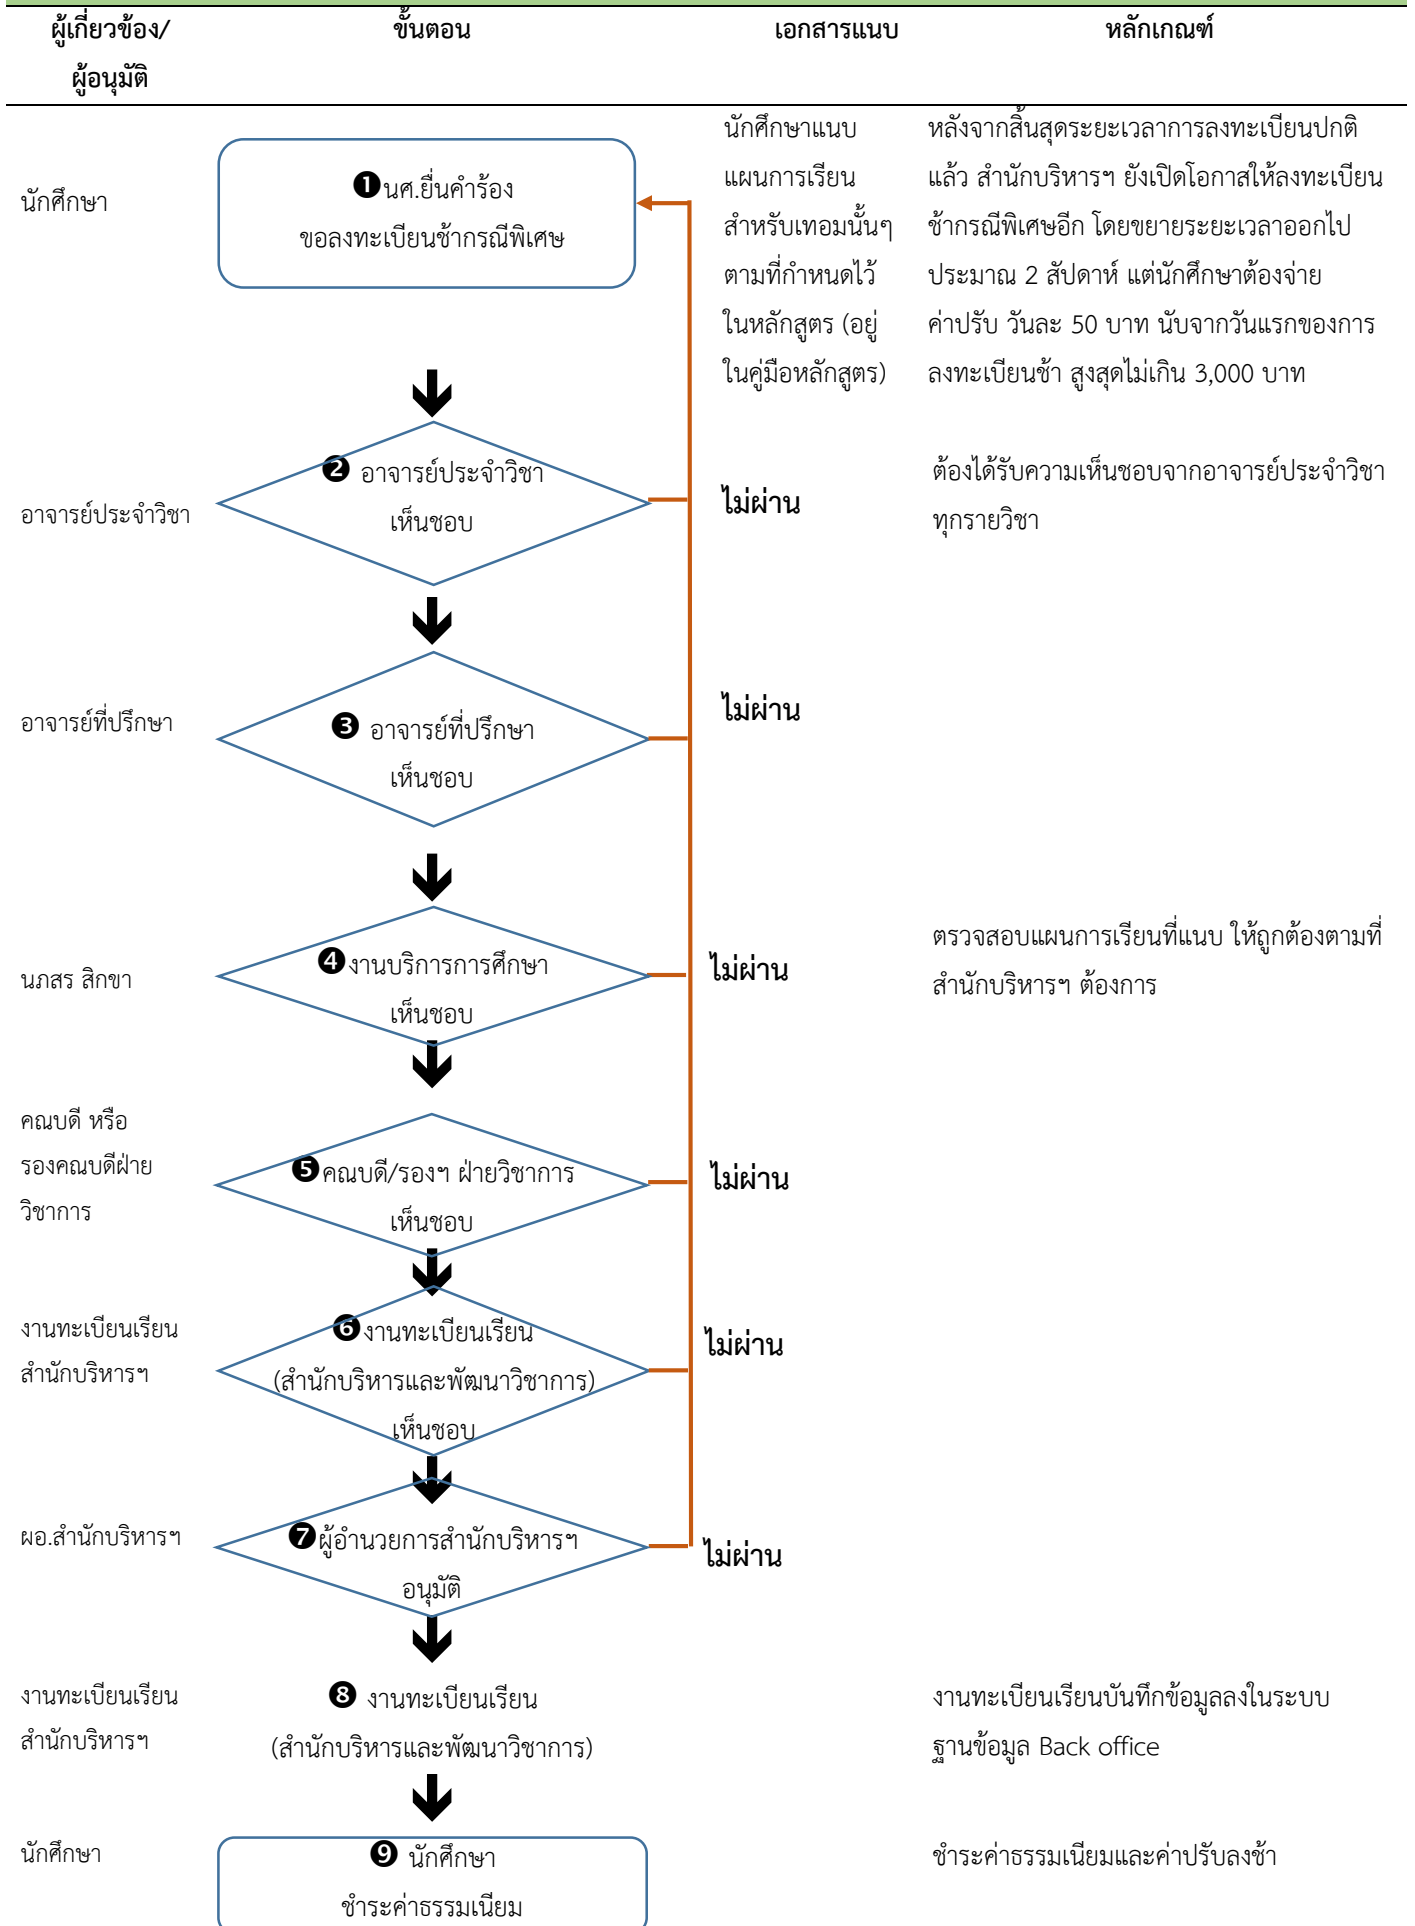 ผู้เกี่ยวข้อง/
ผู้อนุมัติ
ขั้นตอน
เอกสารแนบ
หลักเกณฑ์
นักศึกษา
❶นศ.ยื่นคำร้อง
ขอลงทะเบียนช้ากรณีพิเศษ
นักศึกษาแนบ
แผนการเรียน
สำหรับเทอมนั้นๆ
ตามที่กำหนดไว้
ในหลักสูตร (อยู่
ในคู่มือหลักสูตร)
หลังจากสิ้นสุดระยะเวลาการลงทะเบียนปกติ
แล้ว สำนักบริหารฯ ยังเปิดโอกาสให้ลงทะเบียน
ช้ากรณีพิเศษอีก โดยขยายระยะเวลาออกไป
ประมาณ 2 สัปดาห์ แต่นักศึกษาต้องจ่าย
ค่าปรับ วันละ 50 บาท นับจากวันแรกของการ
ลงทะเบียนช้า สูงสุดไม่เกิน 3,000 บาท
อาจารย์ประจำวิชา
❷ อาจารย์ประจำวิชา
เห็นชอบ
ไม่ผ่าน
ต้องได้รับความเห็นชอบจากอาจารย์ประจำวิชา
ทุกรายวิชา
อาจารย์ที่ปรึกษา
❸ อาจารย์ที่ปรึกษา
เห็นชอบ
ไม่ผ่าน
นภสร สิกขา
❹งานบริการการศึกษา
เห็นชอบ
ไม่ผ่าน
ตรวจสอบแผนการเรียนที่แนบ ให้ถูกต้องตามที่
สำนักบริหารฯ ต้องการ
คณบดี หรือ
รองคณบดีฝ่าย
วิชาการ
❺คณบดี/รองฯ ฝ่ายวิชาการ
เห็นชอบ
ไม่ผ่าน
งานทะเบียนเรียน
สำนักบริหารฯ
❻งานทะเบียนเรียน
(สำนักบริหารและพัฒนาวิชาการ)
เห็นชอบ
ไม่ผ่าน
ผอ.สำนักบริหารฯ
❼ผู้อำนวยการสำนักบริหารฯ
อนุมัติ
ไม่ผ่าน
งานทะเบียนเรียน
สำนักบริหารฯ
❽ งานทะเบียนเรียน
(สำนักบริหารและพัฒนาวิชาการ)
งานทะเบียนเรียนบันทึกข้อมูลลงในระบบ
ฐานข้อมูล Back office
นักศึกษา
❾ นักศึกษา
ชำระค่าธรรมเนียม
ชำระค่าธรรมเนียมและค่าปรับลงช้า